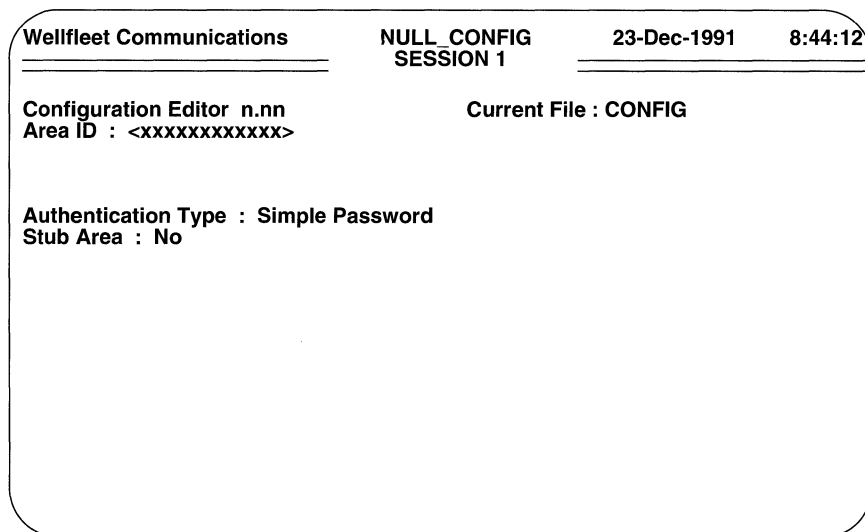 Wellfleet Communications NULL_CONFIG 23-Dec-1991 8:44:12
SESSION 1
Configuration Editor n.nn Current File : CONFIG
Area ID : <xxxxxxxxxxxx>
Authentication Type : Simple Password
Stub Area : No